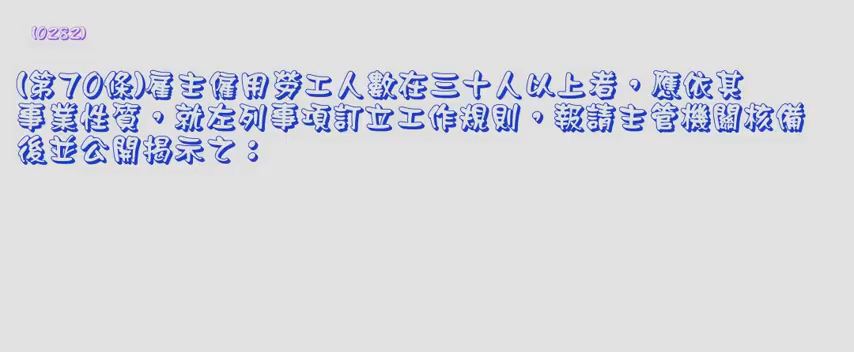 (0282)
(第70條)雇主僱用勞工人數在三十人以上者，應依其
事業性質，就左列事項訂立工作規則，報請主管機關核備
後並公開揭示之：